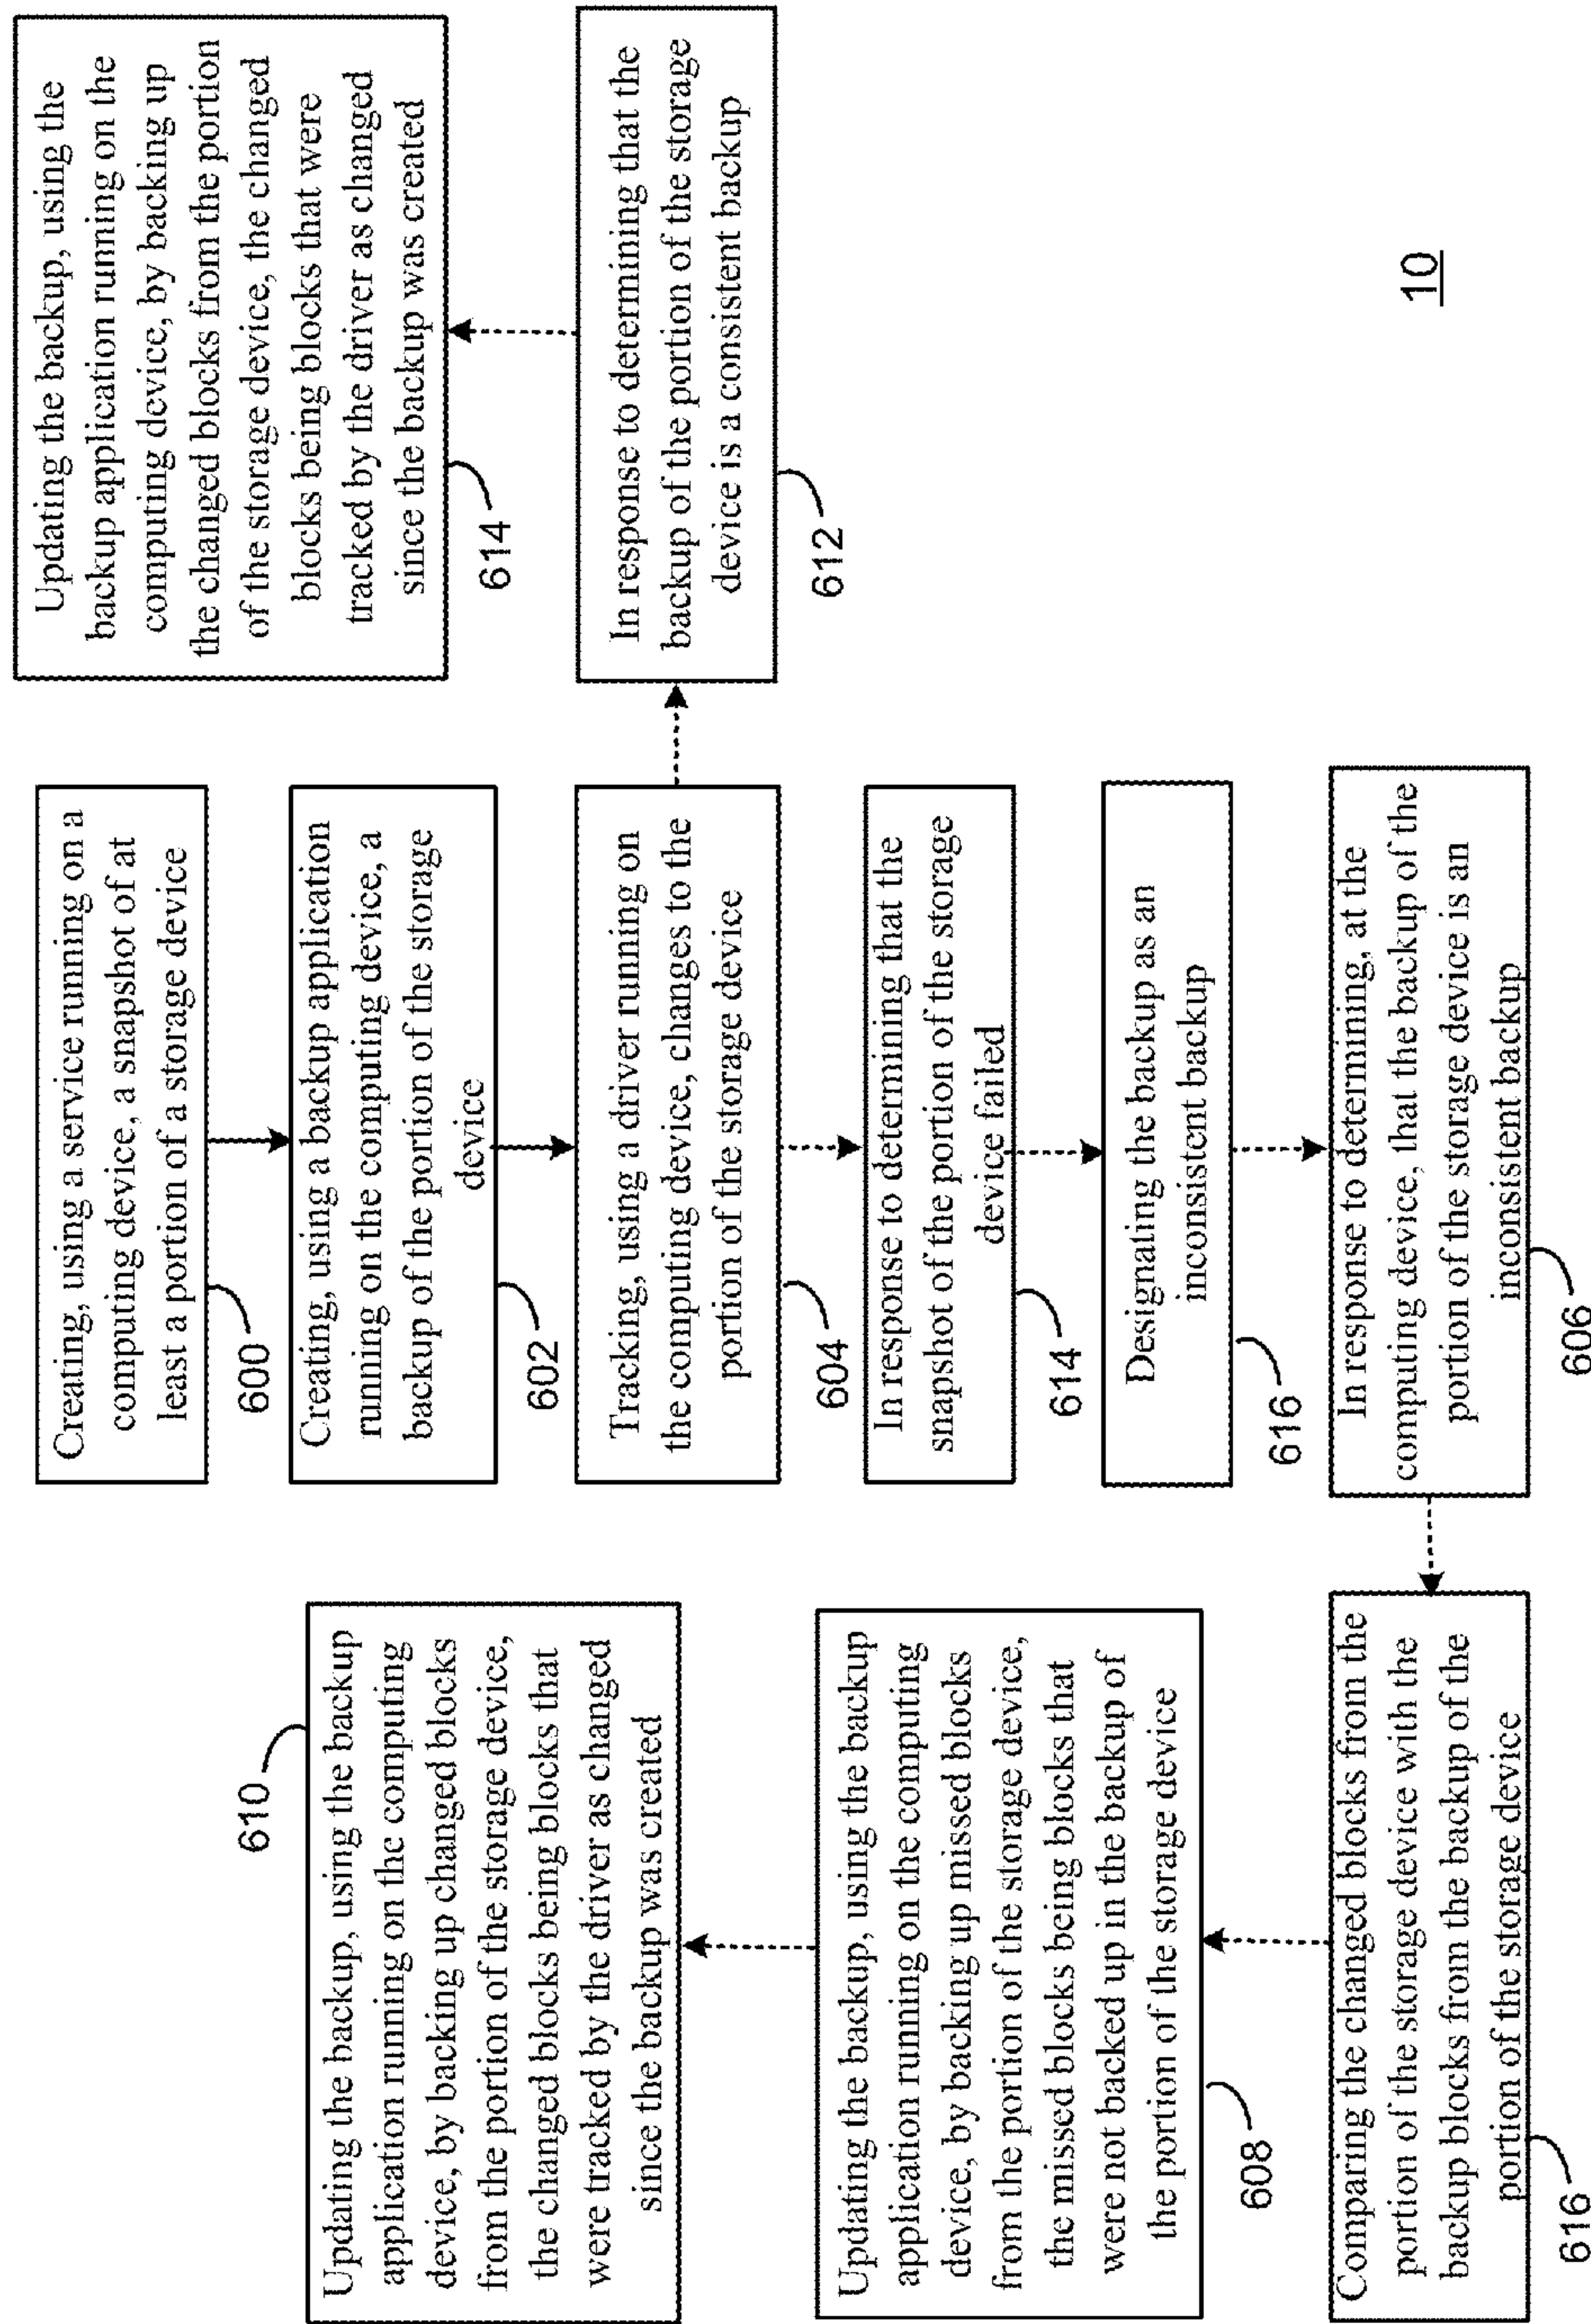 Creating, using a service running on a
computing device, a snapshot of at
least a portion of a storage device
600
Creating, using a backup application
running on the computing device, a
backup of the portion of the storage
device
602
Tracking, using a driver running on
the computing device, changes to the
portion of the storage device
604
In response to determining that the
snapshot of the portion of the storage
device failed
614
Designating the backup as an
inconsistent backup
616
In response to determining, at the
computing device, that the backup of the
portion of the storage device is an
inconsistent backup
606
Comparing the changed blocks from the
portion of the storage device with the
backup blocks from the backup of the
portion of the storage device
616
Updating the backup, using the backup
application running on the computing
device, by backing up missed blocks
from the portion of the storage device,
the missed blocks being blocks that
were not backed up in the backup of
the portion of the storage device
608
610
Updating the backup, using the backup
application running on the computing
device, by backing up changed blocks
from the portion of the storage device,
the changed blocks being blocks that
were tracked by the driver as changed
since the backup was created
In response to determining that the
backup of the portion of the storage
device is a consistent backup
612
Updating the backup, using the
backup application running on the
computing device, by backing up
the changed blocks from the portion
of the storage device, the changed
blocks being blocks that were
tracked by the driver as changed
since the backup was created
614
10